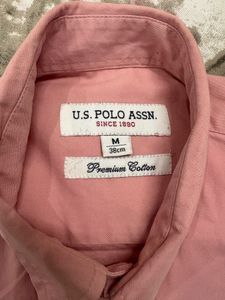 U.S. POLO ASSN.
SINCE 1890
M
38cm
Premium Cotton